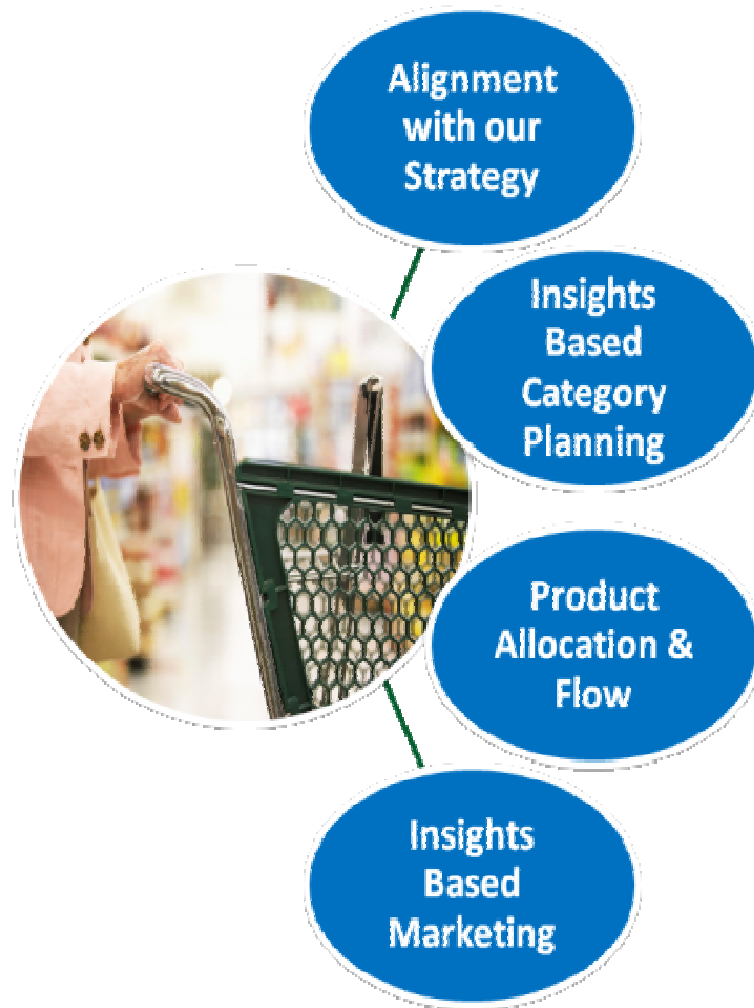 Alignment
with our
Strategy
Insights
Based
Category
Planning
Product
Allocation &
Flow
Insights
Based
Marketing